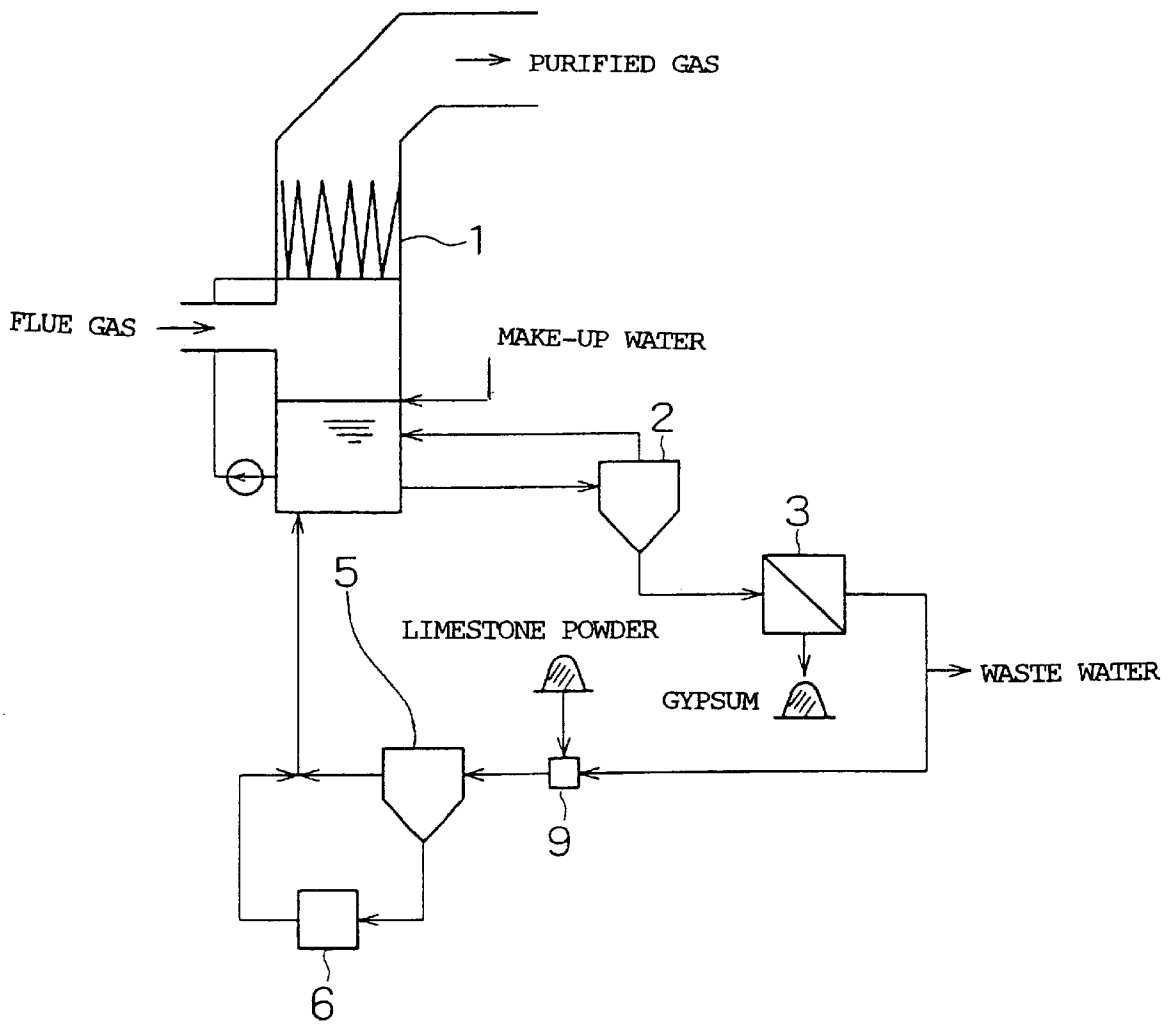 PURIFIED GAS
1
FLUE GAS
MAKE-UP WATER
2
3
5
LIMESTONE POWDER
WASTE WATER
GYPSUM
9
6